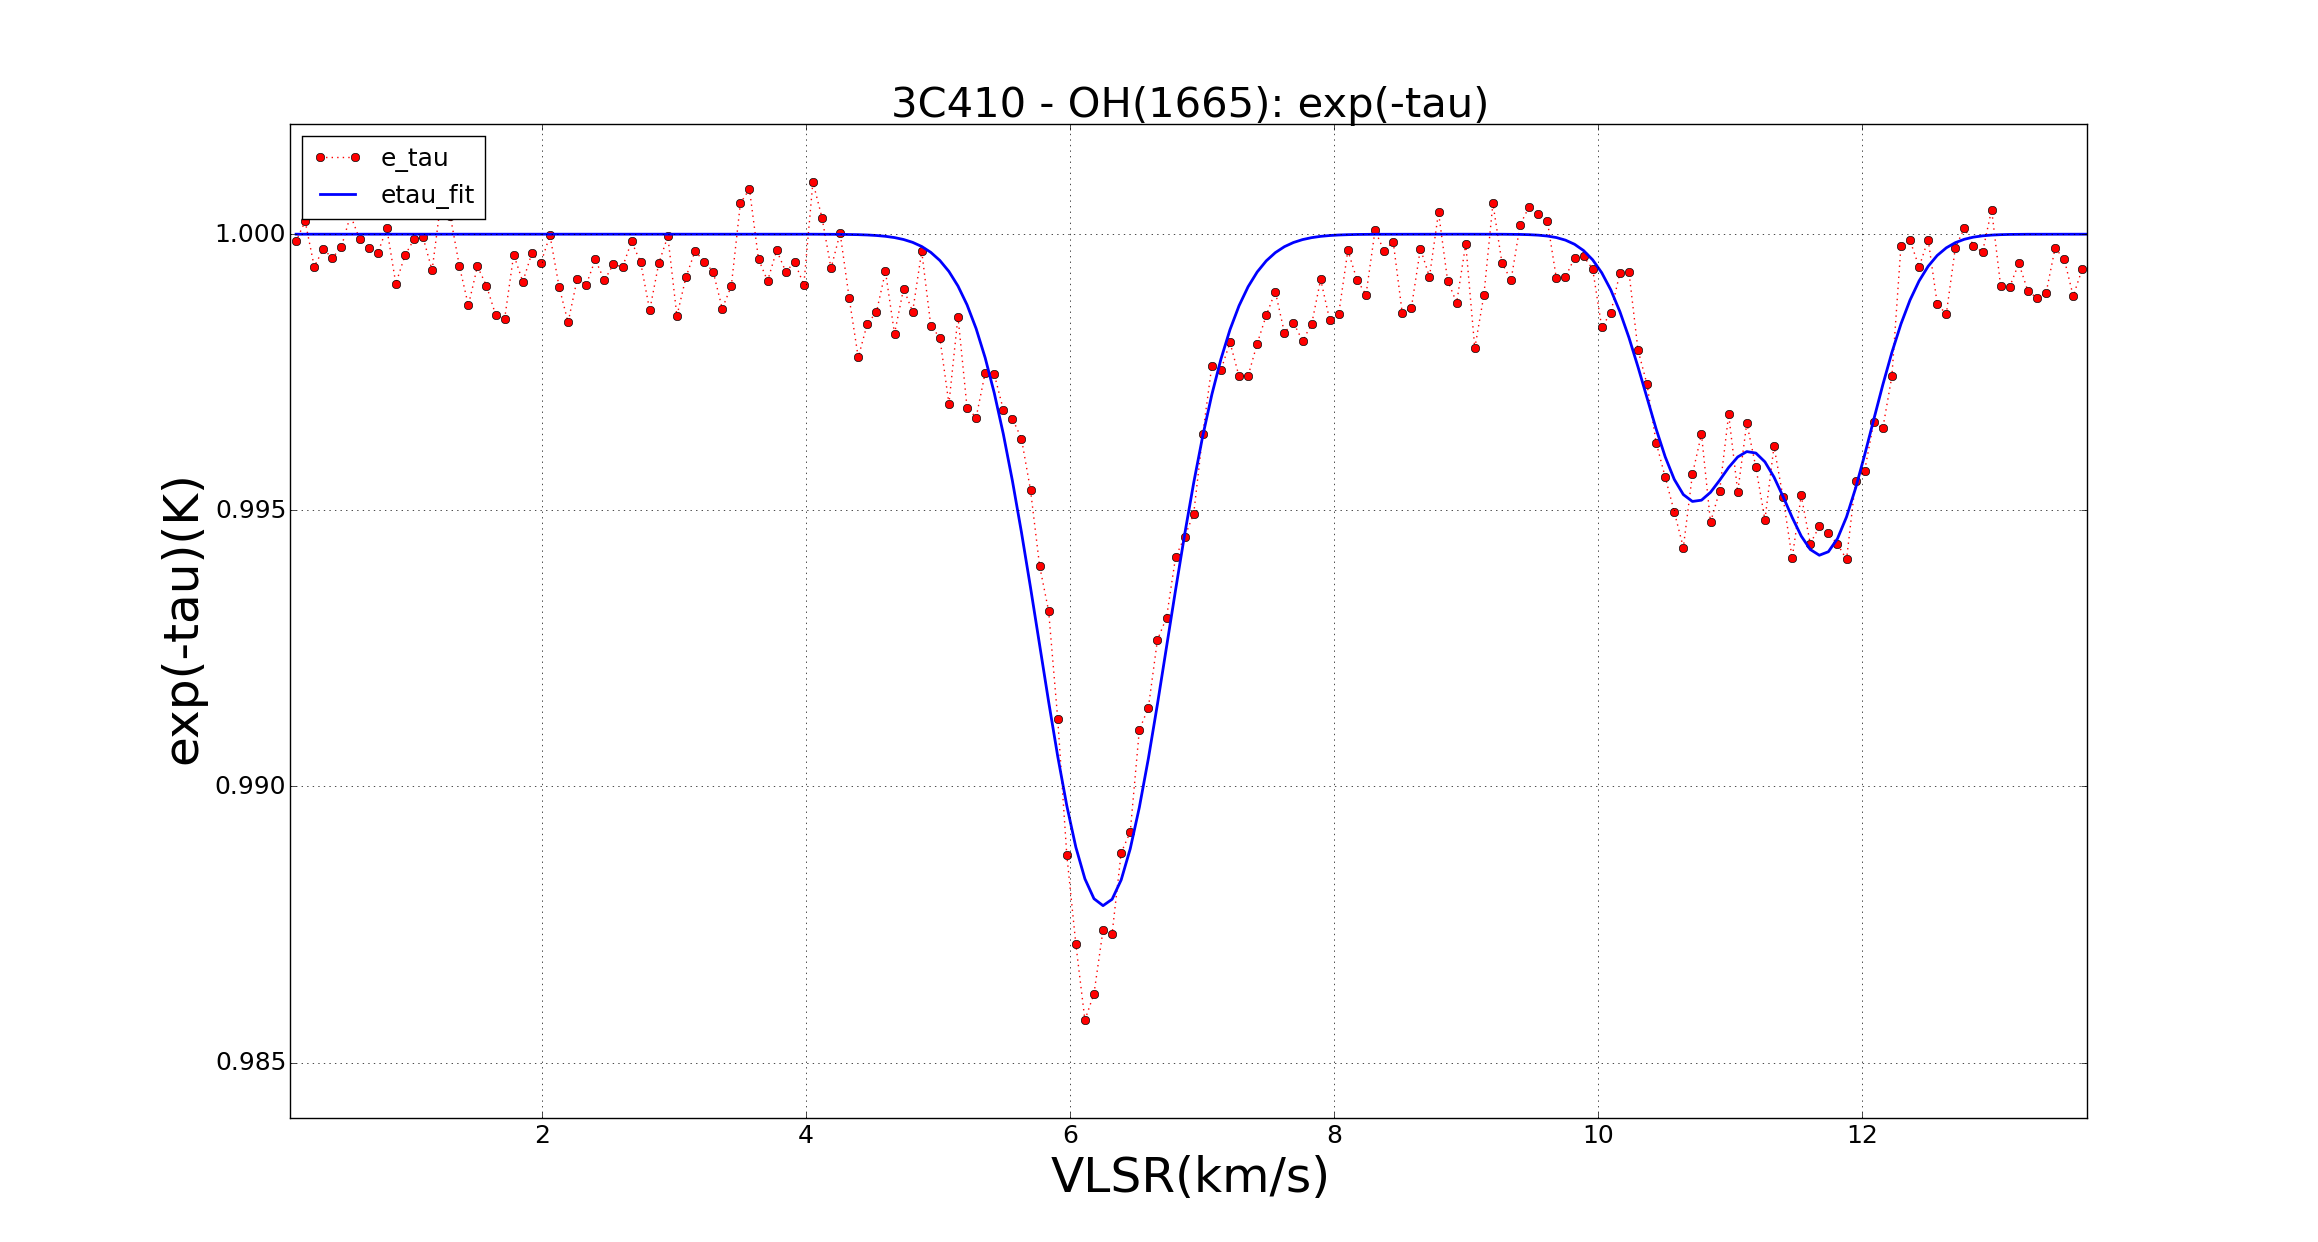 3C410 - OH(1665): exp(-tau)
e_tau
etau_fit
1.000
0.995
0.990
0.985
exp(-tau)(K)
2 4 6 8 10 12
VLSR(km/s)